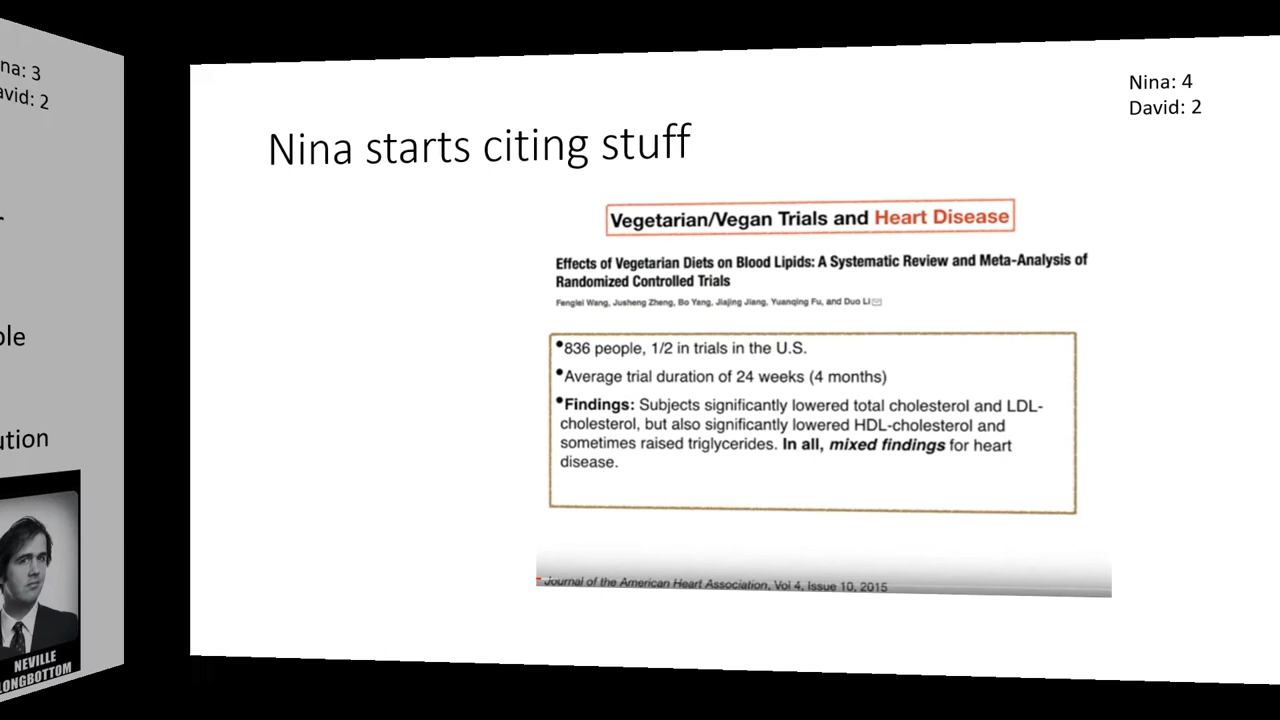 na: 3
avid: 2
r
ple
ution
NEVILLE
LONGBOTTOM
Nina: 4
David: 2
Nina starts citing stuff
Vegetarian/Vegan Trials and Heart Disease
Effects of Vegetarian Diets on Blood Lipids: A Systematic Review and Meta-Analysis of
Randomized Controlled Trials
Fenglei Wang, Jusheng Zheng, Bo Yang, Jiajing Jiang, Yuanqing Fu, and Duo Li
•836 people, 1/2 in trials in the U.S.
•Average trial duration of 24 weeks (4 months)
•Findings: Subjects significantly lowered total cholesterol and LDL-
cholesterol, but also significantly lowered HDL-cholesterol and
sometimes raised triglycerides. In all, mixed findings for heart
disease.
Journal of the American Heart Association, Vol 4, Issue 10, 2015